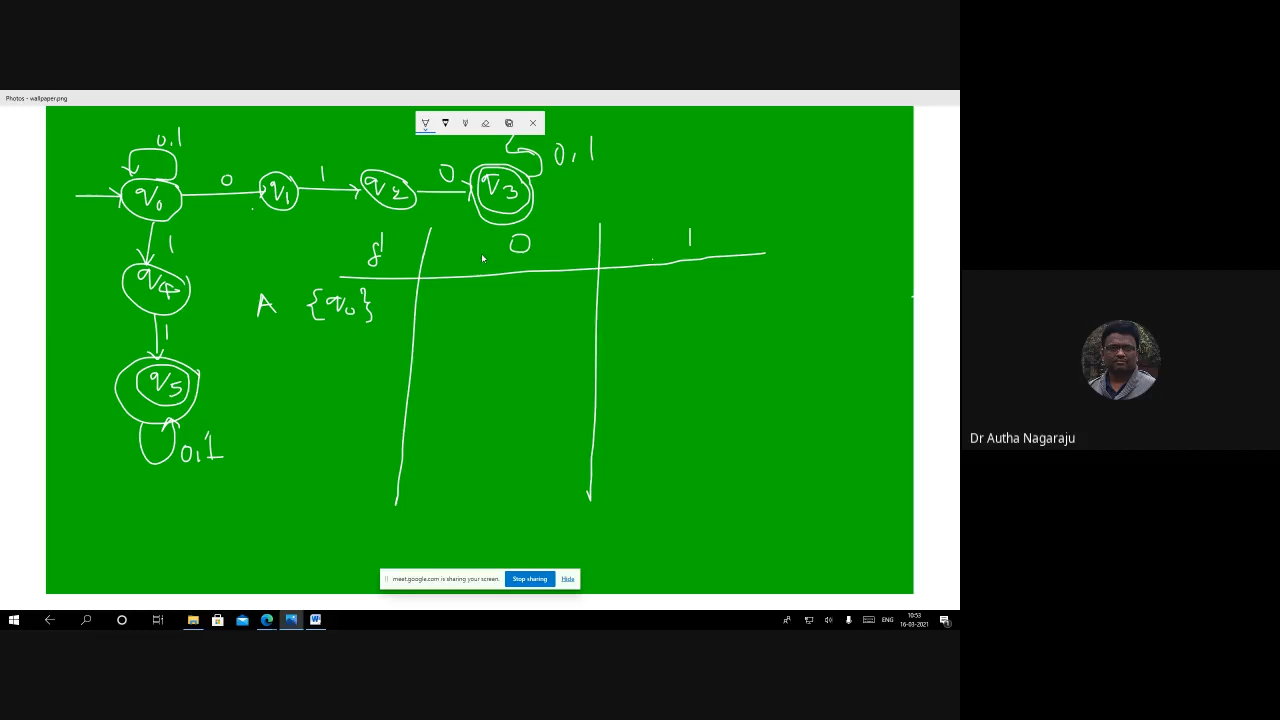 Photos - wallpaper.png
0,1
0,1
q0 0 q1 1 q2 0 q3
1
δ' 0 1
q4
A {q0}
1
q5
0,1
Dr Autha Nagaraju
meet.google.com is sharing your screen. Stop sharing Hide
ENG
10:53
16-03-2021